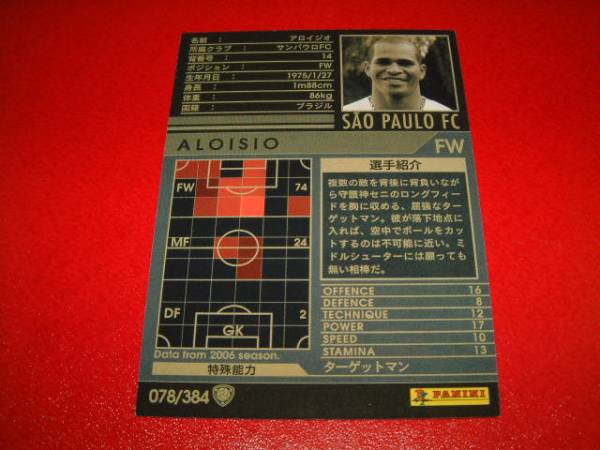 名前 : アロイジオ
所属クラブ : サンパウロFC
背番号 : 14
ポジション : FW
生年月日 : 1975/1/27
身長 : 1m88cm
体重 : 86kg
国籍 : ブラジル
SÃO PAULO FC
ALOISIO
FW
FW 74
MF 24
DF 2
GK
Data from 2006 season.
選手紹介
複数の敵を背後に背負いなが
ら守護神セニのロングフィー
ドを胸に収める、屈強なター
ゲットマン。彼が落下地点に
入れば、空中でボールをカッ
トするのは不可能に近い。ミ
ドルシューターには願っても
無い相棒だ。
OFFENCE 16
DEFENCE 8
TECHNIQUE 12
POWER 17
SPEED 10
STAMINA 13
特殊能力
ターゲットマン
078/384
PANINI